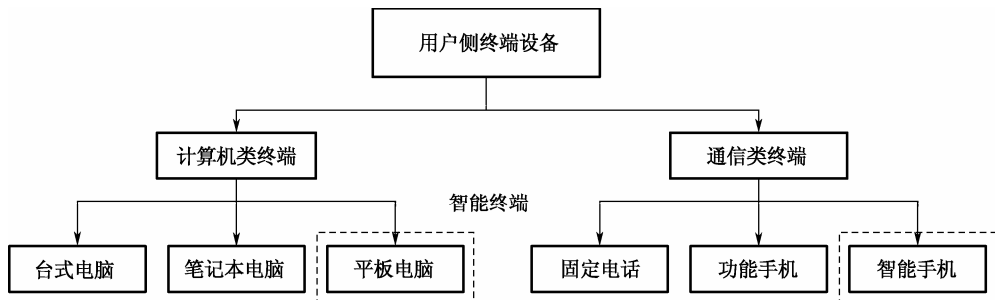 用户侧终端设备
计算机类终端
通信类终端
智能终端
台式电脑
笔记本电脑
平板电脑
固定电话
功能手机
智能手机